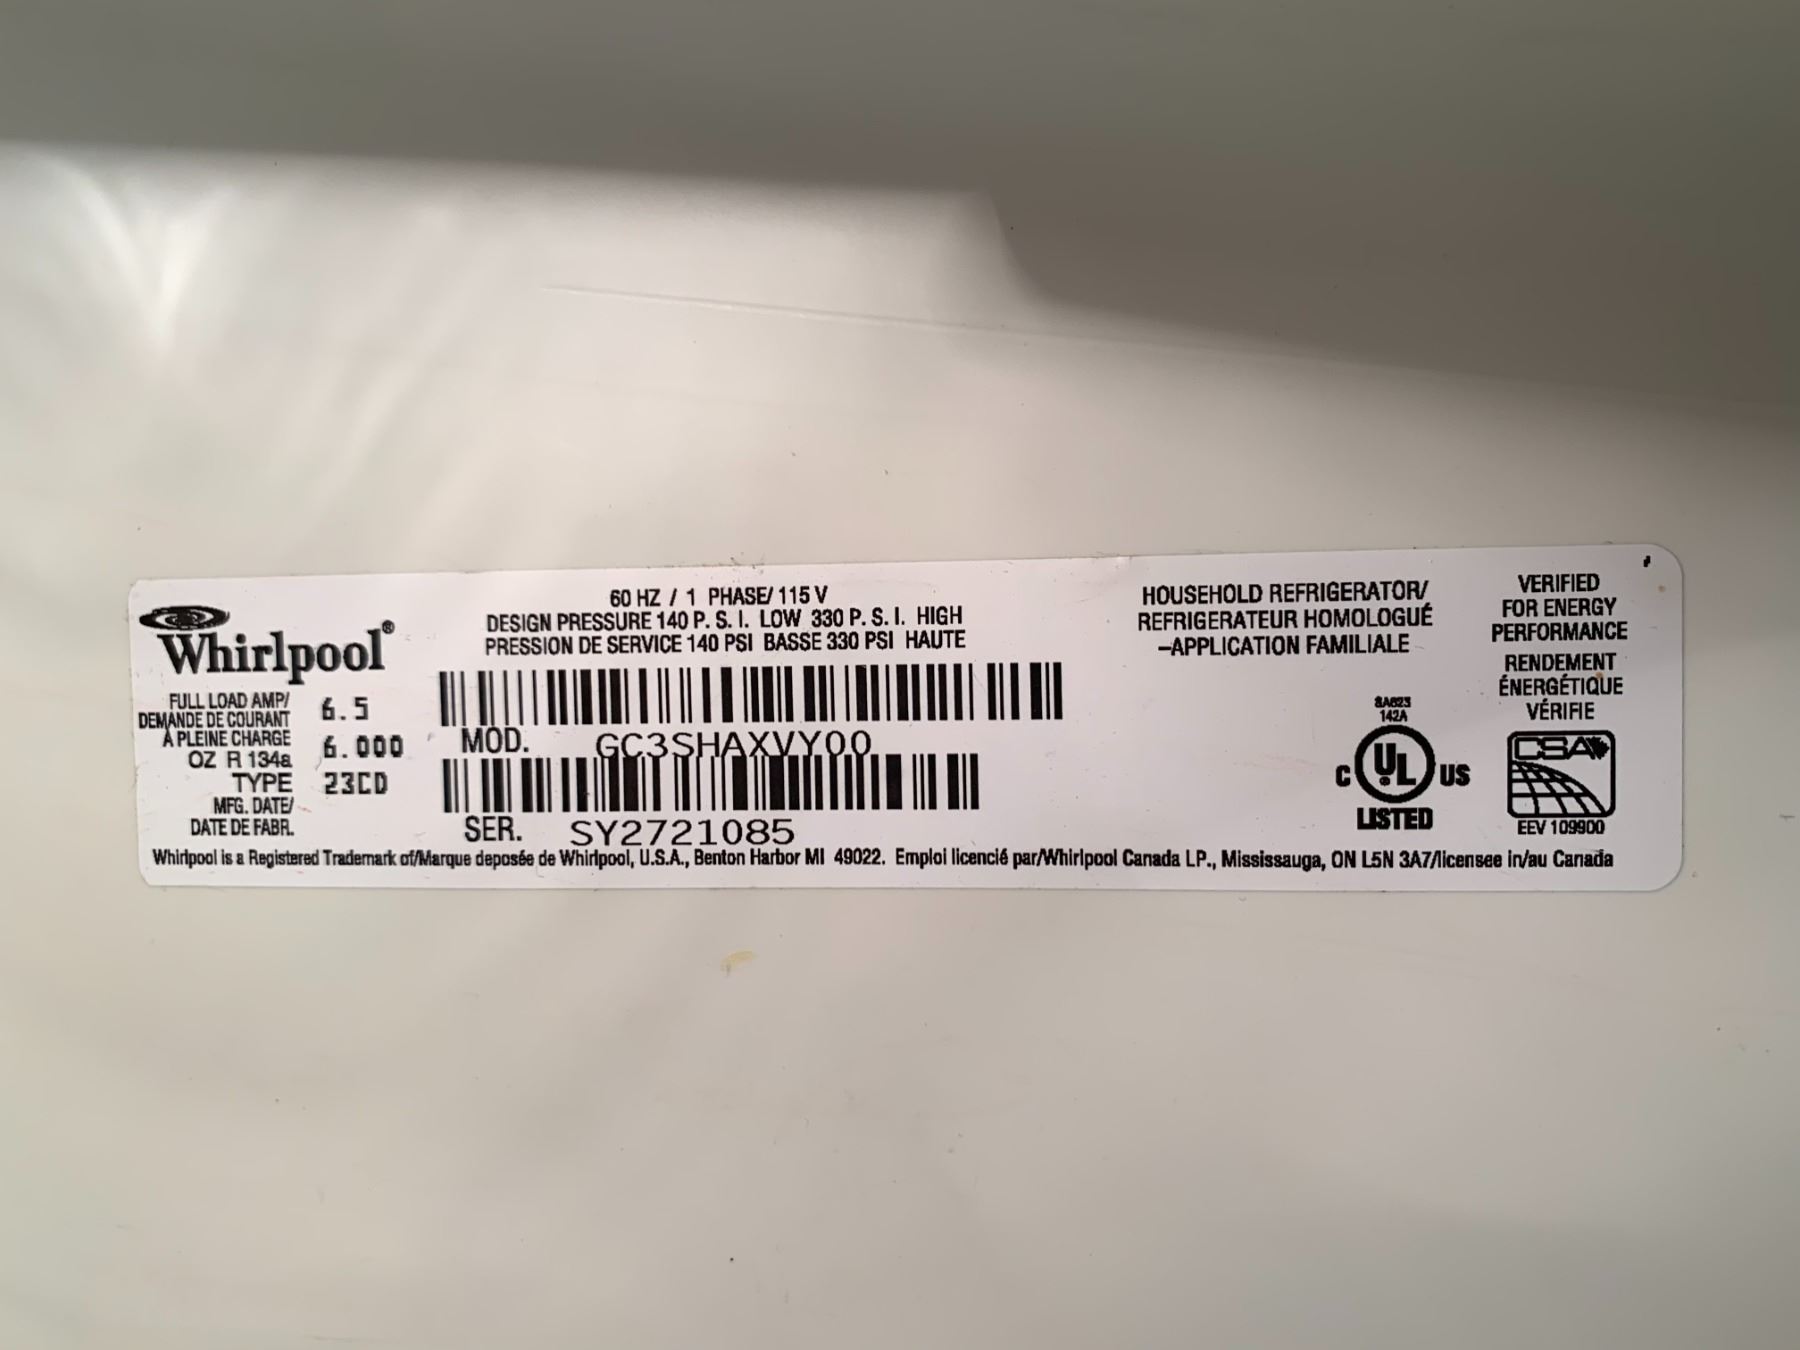 Whirlpool®
FULL LOAD AMP/
DEMANDE DE COURANT
A PLEINE CHARGE
6.5
OZ R 134a
6.000
TYPE
23CD
MFG. DATE/
DATE DE FABR.
60 HZ / 1 PHASE/ 115 V
DESIGN PRESSURE 140 P. S. I. LOW 330 P. S. I. HIGH
PRESSION DE SERVICE 140 PSI BASSE 330 PSI HAUTE
MOD. GC3SHAXVY00
SER. SY2721085
HOUSEHOLD REFRIGERATOR/
REFRIGERATEUR HOMOLOGUÉ
-APPLICATION FAMILIALE
8A623
142A
C UL US
LISTED
VERIFIED
FOR ENERGY
PERFORMANCE
RENDEMENT
ÉNERGÉTIQUE
VÉRIFIE
CSA
EEV 109900
Whirlpool is a Registered Trademark of/Marque deposée de Whirlpool, U.S.A., Benton Harbor MI 49022. Emploi licencié par/Whirlpool Canada LP., Mississauga, ON L5N 3A7/licensee in/au Canada